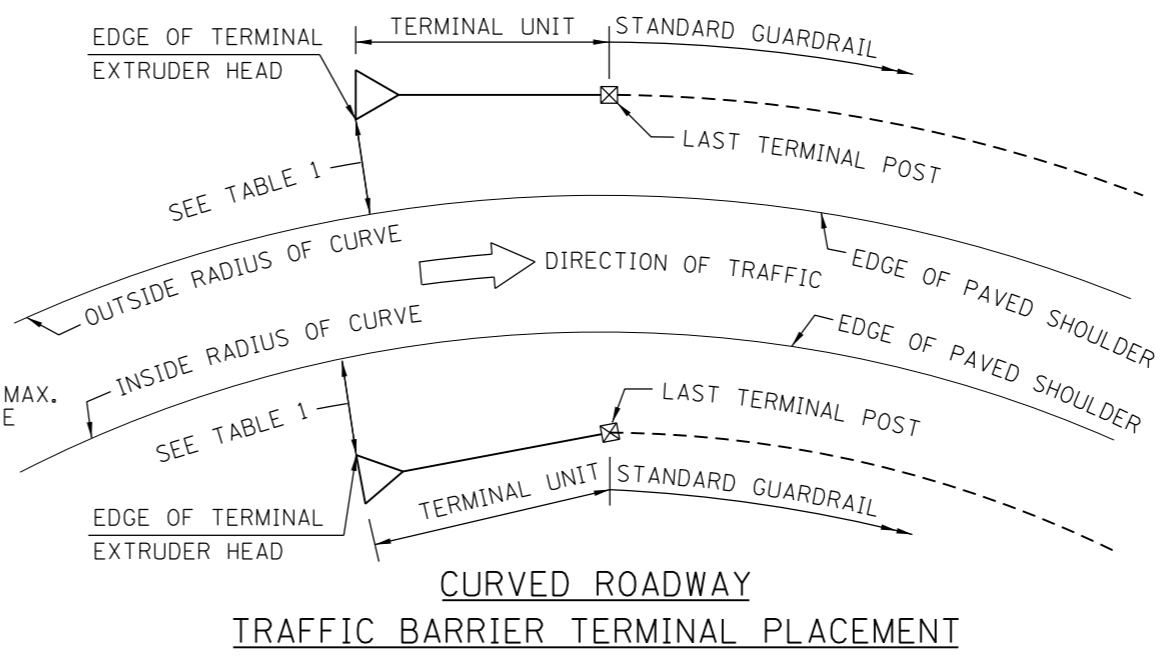 EDGE OF TERMINAL
EXTRUDER HEAD
TERMINAL UNIT
STANDARD GUARDRAIL
LAST TERMINAL POST
SEE TABLE 1
OUTSIDE RADIUS OF CURVE
DIRECTION OF TRAFFIC
EDGE OF PAVED SHOULDER
INSIDE RADIUS OF CURVE
EDGE OF PAVED SHOULDER
MAX.
E
SEE TABLE 1
LAST TERMINAL POST
TERMINAL UNIT
STANDARD GUARDRAIL
EDGE OF TERMINAL
EXTRUDER HEAD
CURVED ROADWAY
TRAFFIC BARRIER TERMINAL PLACEMENT